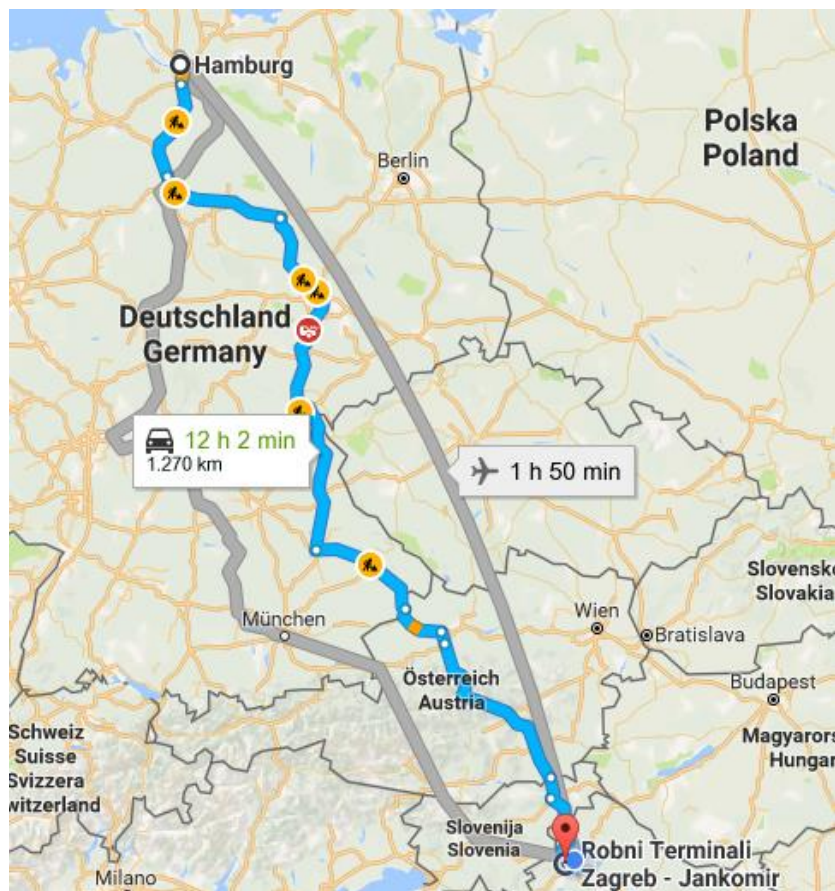 Hamburg
Polska
Poland
Berlin
Deutschland
Germany
12 h 2 min
1.270 km
1 h 50 min
Slovensko
Slovakia
Wien
Bratislava
München
Österreich
Austria
Budapest
Schweiz
Suisse
Svizzera
witzerland
Magyarors
Hungar
Slovenija
Slovenia
Robni Terminali
Zagreb - Jankomir
Milano